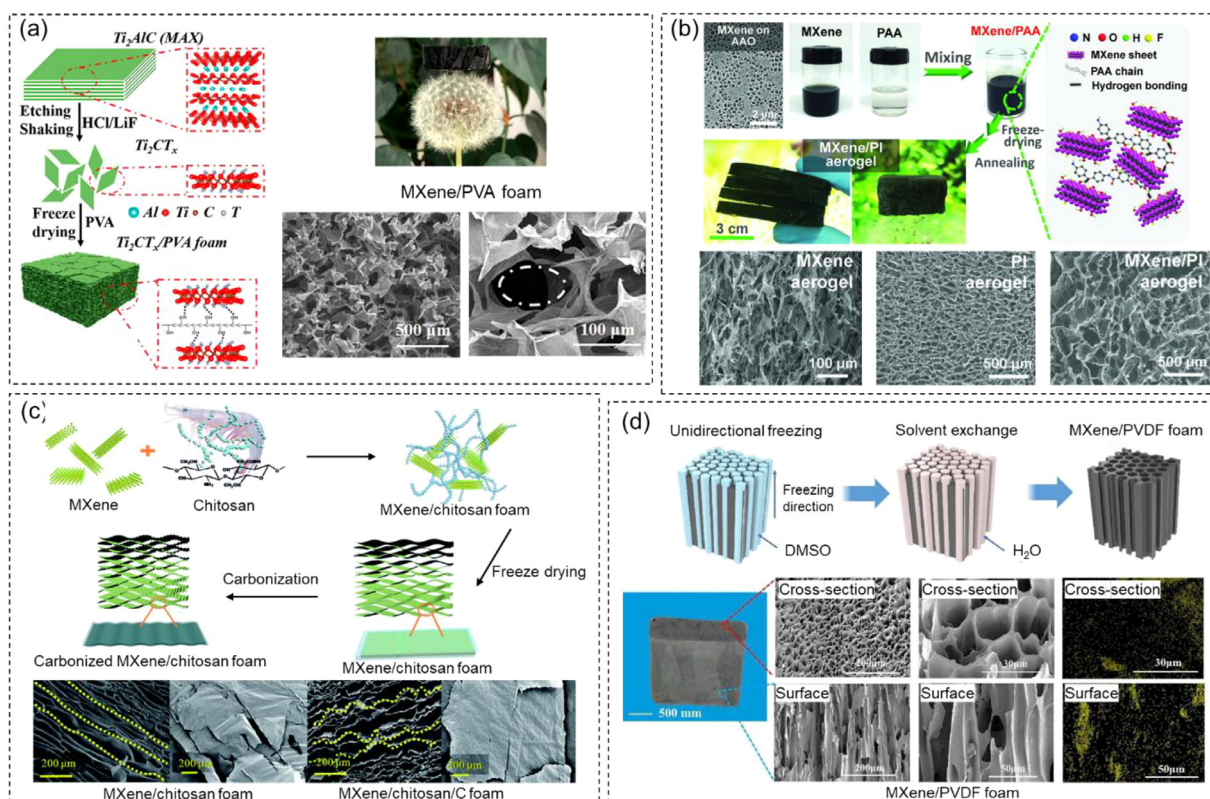 (a)
Ti2AlC (MAX)
Etching
Shaking
HCl/LiF
Ti2CTx
Freeze
drying
PVA
Al Ti C T
Ti2CTx/PVA foam
MXene/PVA foam
500 µm
100 µm
(b)
MXene on
AAO
2 µm
MXene
PAA
Mixing
MXene/PAA
N O H F
MXene sheet
PAA chain
Hydrogen bonding
Freeze-
drying
Annealing
MXene/PI
aerogel
3 cm
MXene
aerogel
100 µm
PI
aerogel
500 µm
MXene/PI
aerogel
500 µm
(c)
MXene
+
Chitosan
MXene/chitosan foam
Freeze drying
Carbonization
Carbonized MXene/chitosan foam
MXene/chitosan foam
200 µm
200 µm
200 µm
MXene/chitosan foam
MXene/chitosan/C foam
(d)
Unidirectional freezing
Solvent exchange
MXene/PVDF foam
Freezing
direction
DMSO
H2O
500 mm
Cross-section
200µm
Cross-section
30µm
Cross-section
30µm
Surface
200µm
Surface
50µm
Surface
50µm
MXene/PVDF foam